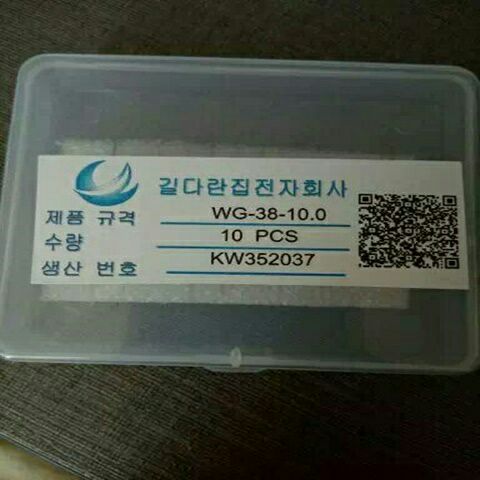 길다란집전자회사
제품 규격 WG-38-10.0
수량 10 PCS
생산 번호 KW352037